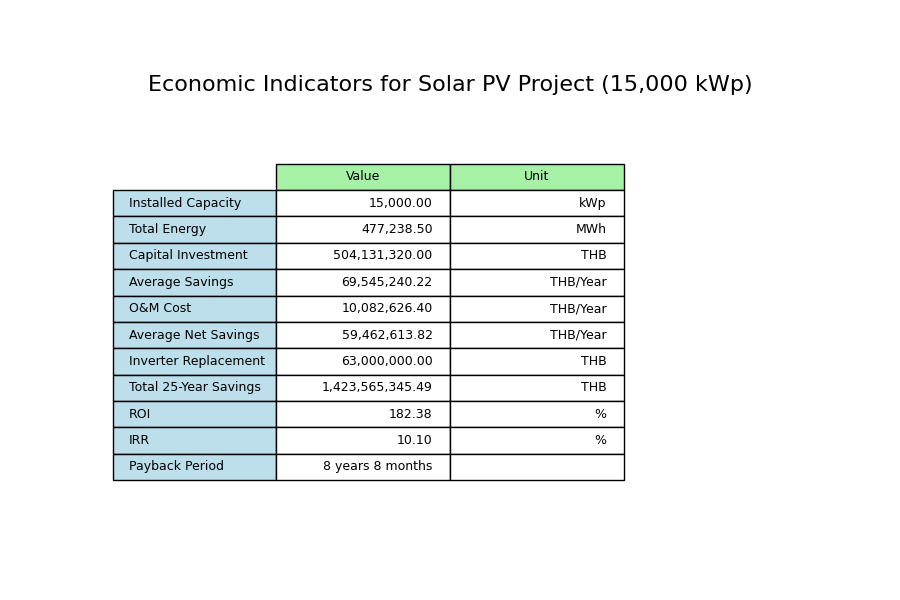 Economic Indicators for Solar PV Project (15,000 kWp)
Value Unit
Installed Capacity 15,000.00 kWp
Total Energy 477,238.50 MWh
Capital Investment 504,131,320.00 THB
Average Savings 69,545,240.22 THB/Year
O&M Cost 10,082,626.40 THB/Year
Average Net Savings 59,462,613.82 THB/Year
Inverter Replacement 63,000,000.00 THB
Total 25-Year Savings 1,423,565,345.49 THB
ROI 182.38 %
IRR 10.10 %
Payback Period 8 years 8 months